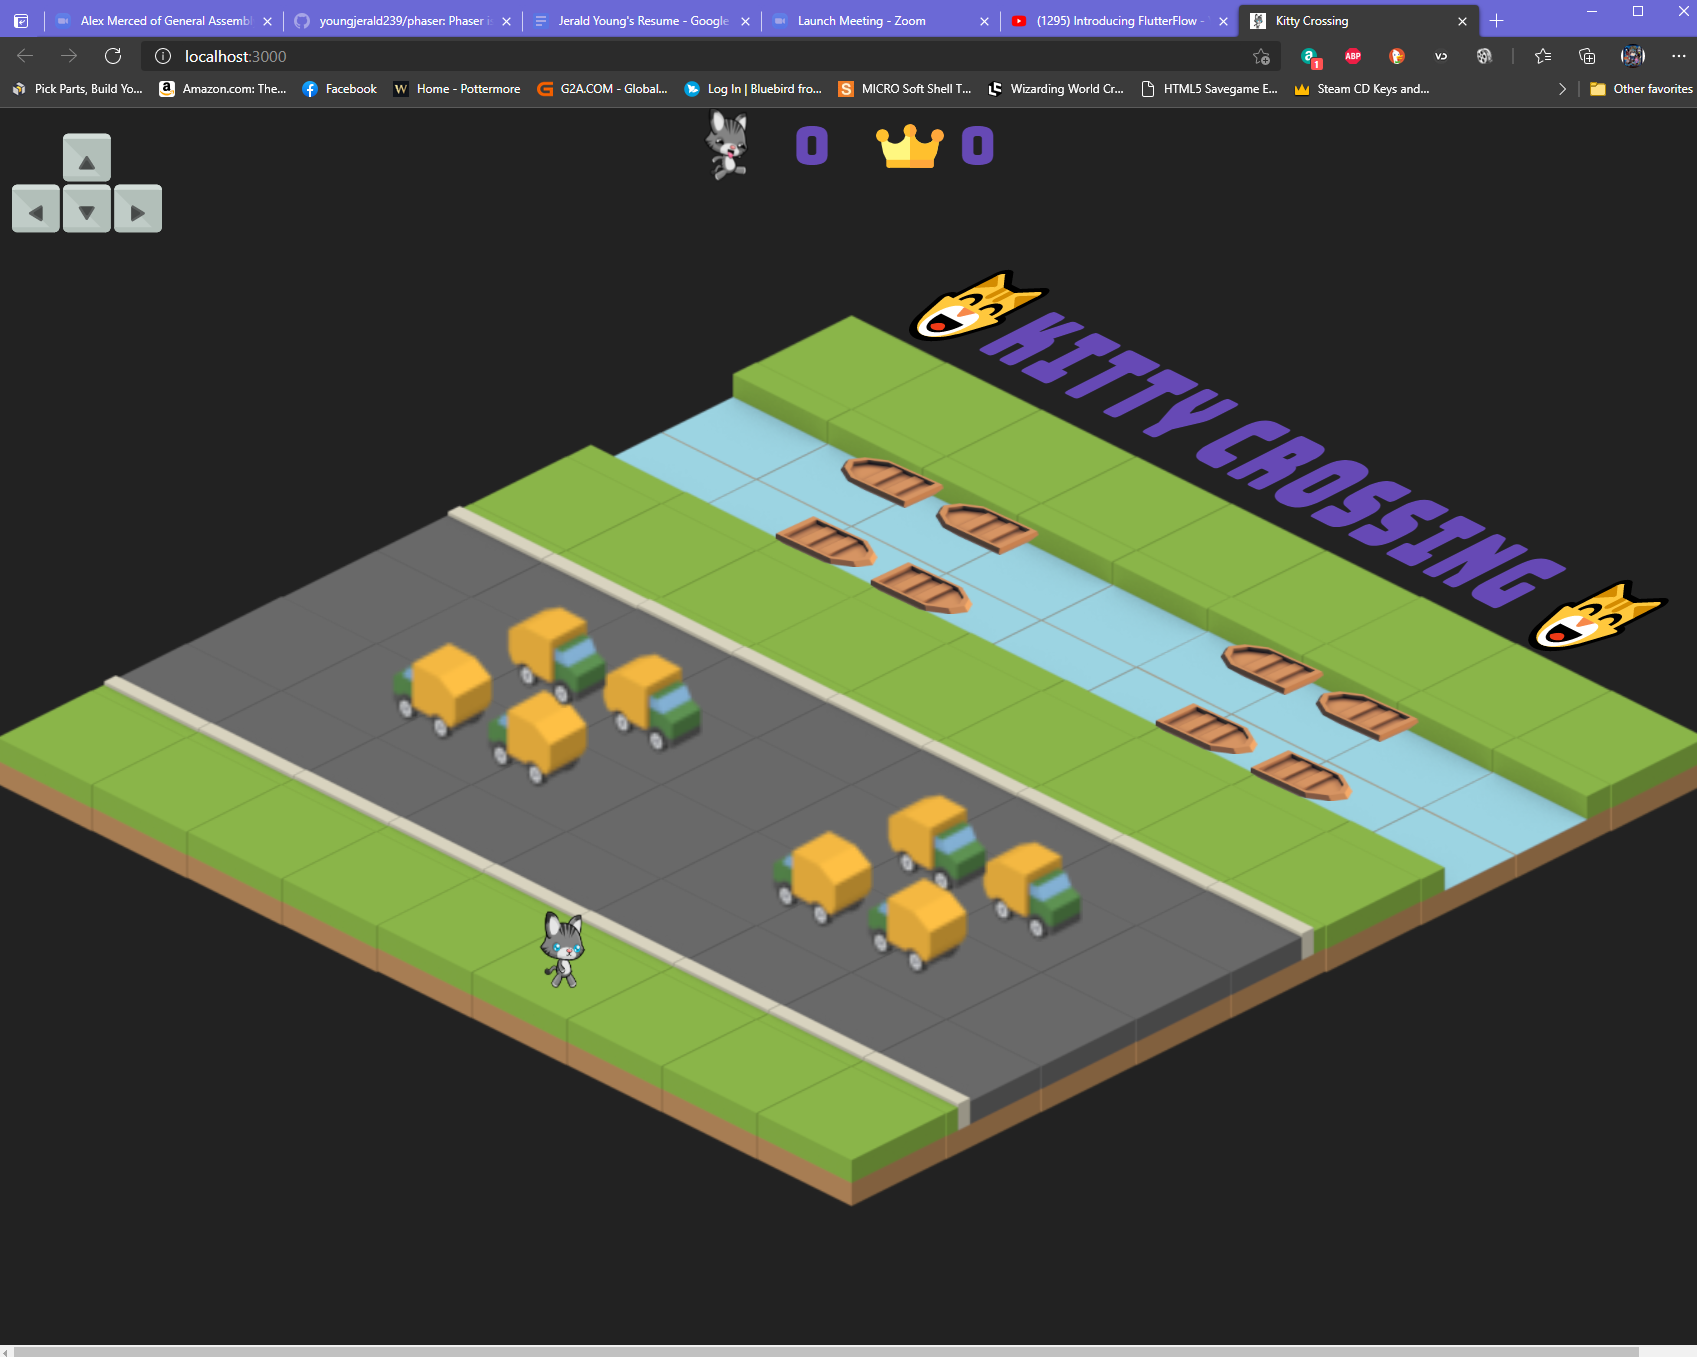 Alex Merced of General Assembl
youngjerald239/phaser: Phaser is
Jerald Young's Resume - Google
Launch Meeting - Zoom
(1295) Introducing FlutterFlow -
Kitty Crossing
localhost:3000
1
ABP
Pick Parts, Build Yo...
Amazon.com: The...
Facebook
Home - Pottermore
G2A.COM - Global...
Log In | Bluebird fro...
MICRO Soft Shell T...
Wizarding World Cr...
HTML5 Savegame E...
Steam CD Keys and...
Other favorites
0 0
KITTY CROSSING